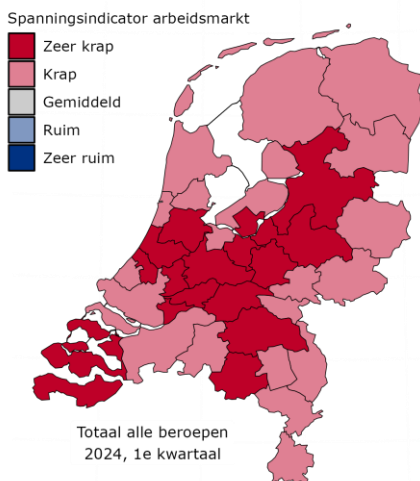 Spanningsindicator arbeidsmarkt
Zeer krap
Krap
Gemiddeld
Ruim
Zeer ruim
Totaal alle beroepen
2024, 1e kwartaal